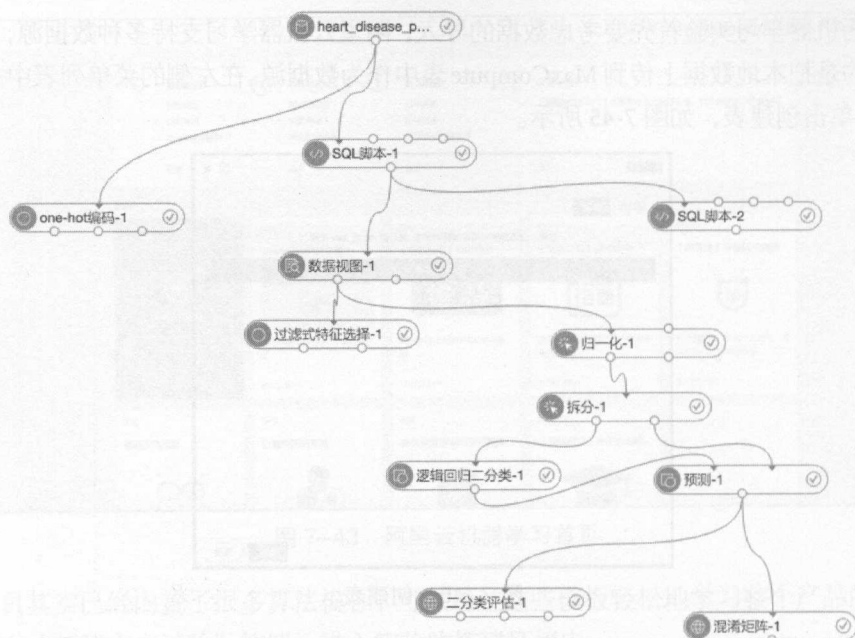 heart_disease_p...
SQL脚本-1
one-hot编码-1
SQL脚本-2
数据视图-1
过滤式特征选择-1
归一化-1
拆分-1
逻辑回归二分类-1
预测-1
二分类评估-1
混淆矩阵-1